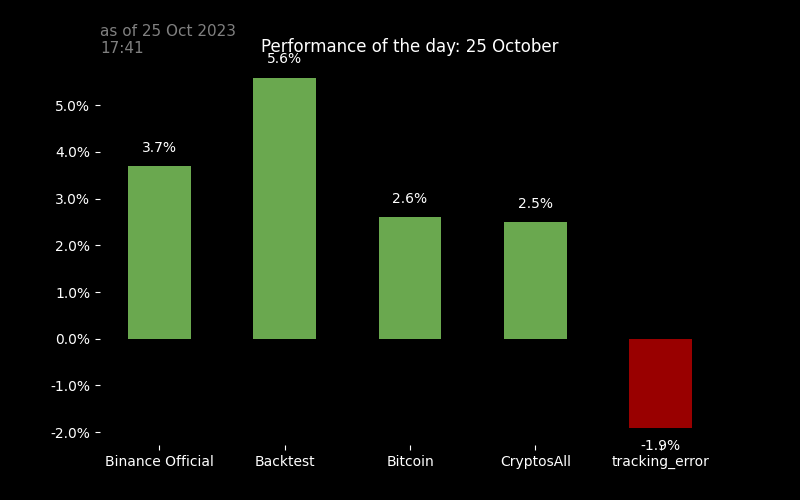 as of 25 Oct 2023
17:41
Performance of the day: 25 October
5.6%
3.7%
2.6%
2.5%
-1.9%
5.0%
4.0%
3.0%
2.0%
1.0%
0.0%
-1.0%
-2.0%
Binance Official
Backtest
Bitcoin
CryptosAll
tracking_error